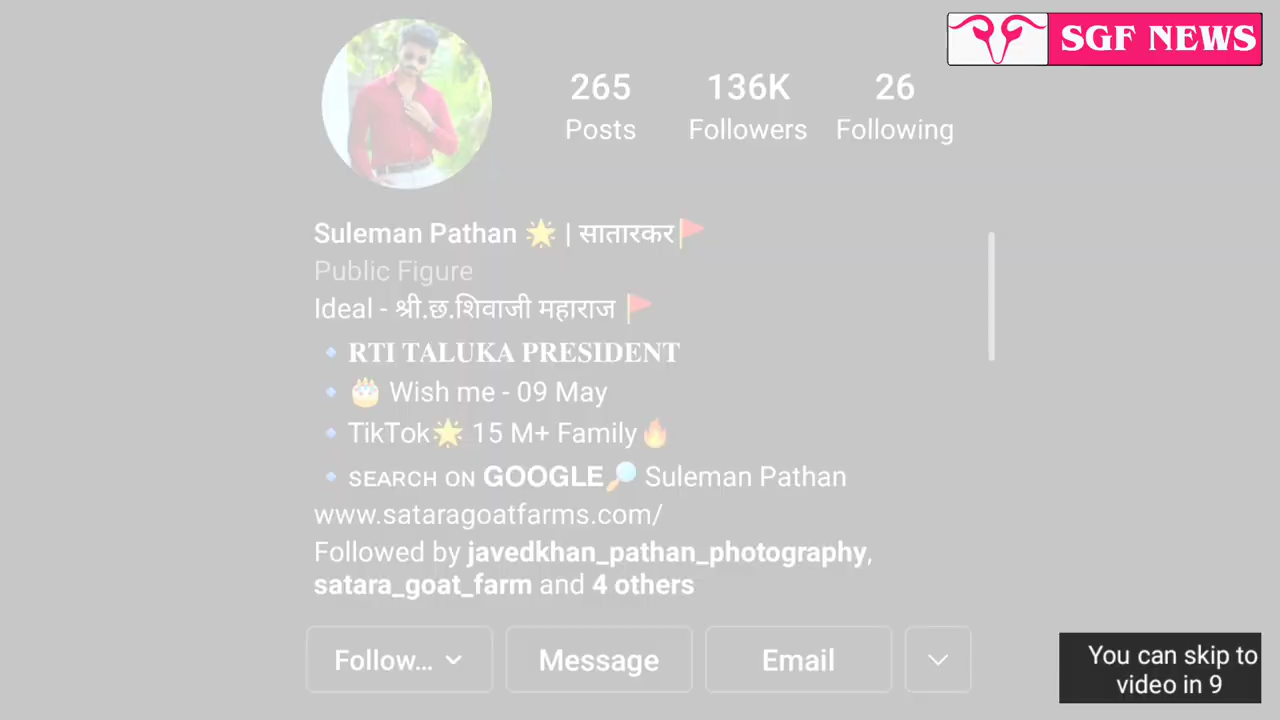 SGF NEWS
265 136K 26
Posts Followers Following
Suleman Pathan 🌟 | सातारकर🚩
Public Figure
Ideal - श्री.छ.शिवाजी महाराज 🚩
🔹 RTI TALUKA PRESIDENT
🔹 🎂 Wish me - 09 May
🔹 TikTok🌟 15 M+ Family🔥
🔹 SEARCH ON GOOGLE🔎 Suleman Pathan
www.sataragoatfarms.com/
Followed by javedkhan_pathan_photography,
satara_goat_farm and 4 others
Follow... Message Email
You can skip to
video in 9